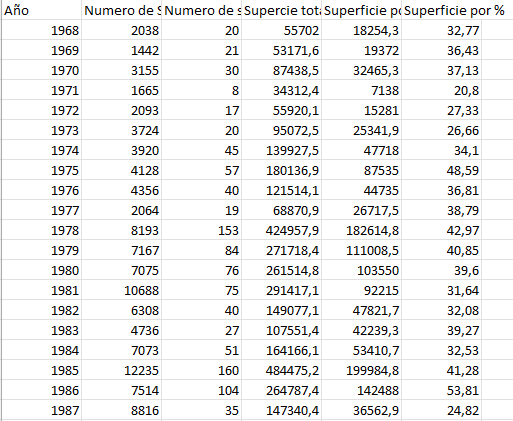 Año Numero de S Numero de s Supercie tota Superficie po Superficie por %
1968 2038 20 55702 18254,3 32,77
1969 1442 21 53171,6 19372 36,43
1970 3155 30 87438,5 32465,3 37,13
1971 1665 8 34312,4 7138 20,8
1972 2093 17 55920,1 15281 27,33
1973 3724 20 95072,5 25341,9 26,66
1974 3920 45 139927,5 47718 34,1
1975 4128 57 180136,9 87535 48,59
1976 4356 40 121514,1 44735 36,81
1977 2064 19 68870,9 26717,5 38,79
1978 8193 153 424957,9 182614,8 42,97
1979 7167 84 271718,4 111008,5 40,85
1980 7075 76 261514,8 103550 39,6
1981 10688 75 291417,1 92215 31,64
1982 6308 40 149077,1 47821,7 32,08
1983 4736 27 107551,4 42239,3 39,27
1984 7073 51 164166,1 53410,7 32,53
1985 12235 160 484475,2 199984,8 41,28
1986 7514 104 264787,4 142488 53,81
1987 8816 35 147340,4 36562,9 24,82